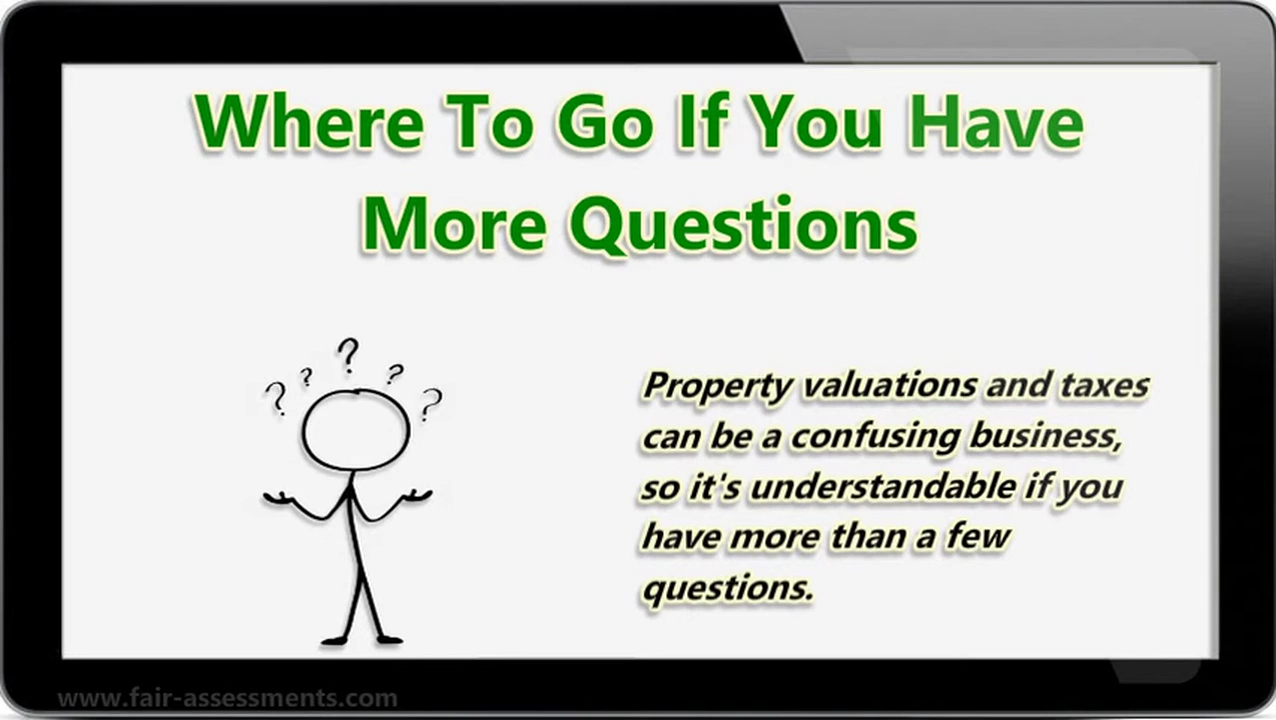 Where To Go If You Have
More Questions
? ? ? ? ?
Property valuations and taxes
can be a confusing business,
so it's understandable if you
have more than a few
questions.
www.fair-assessments.com